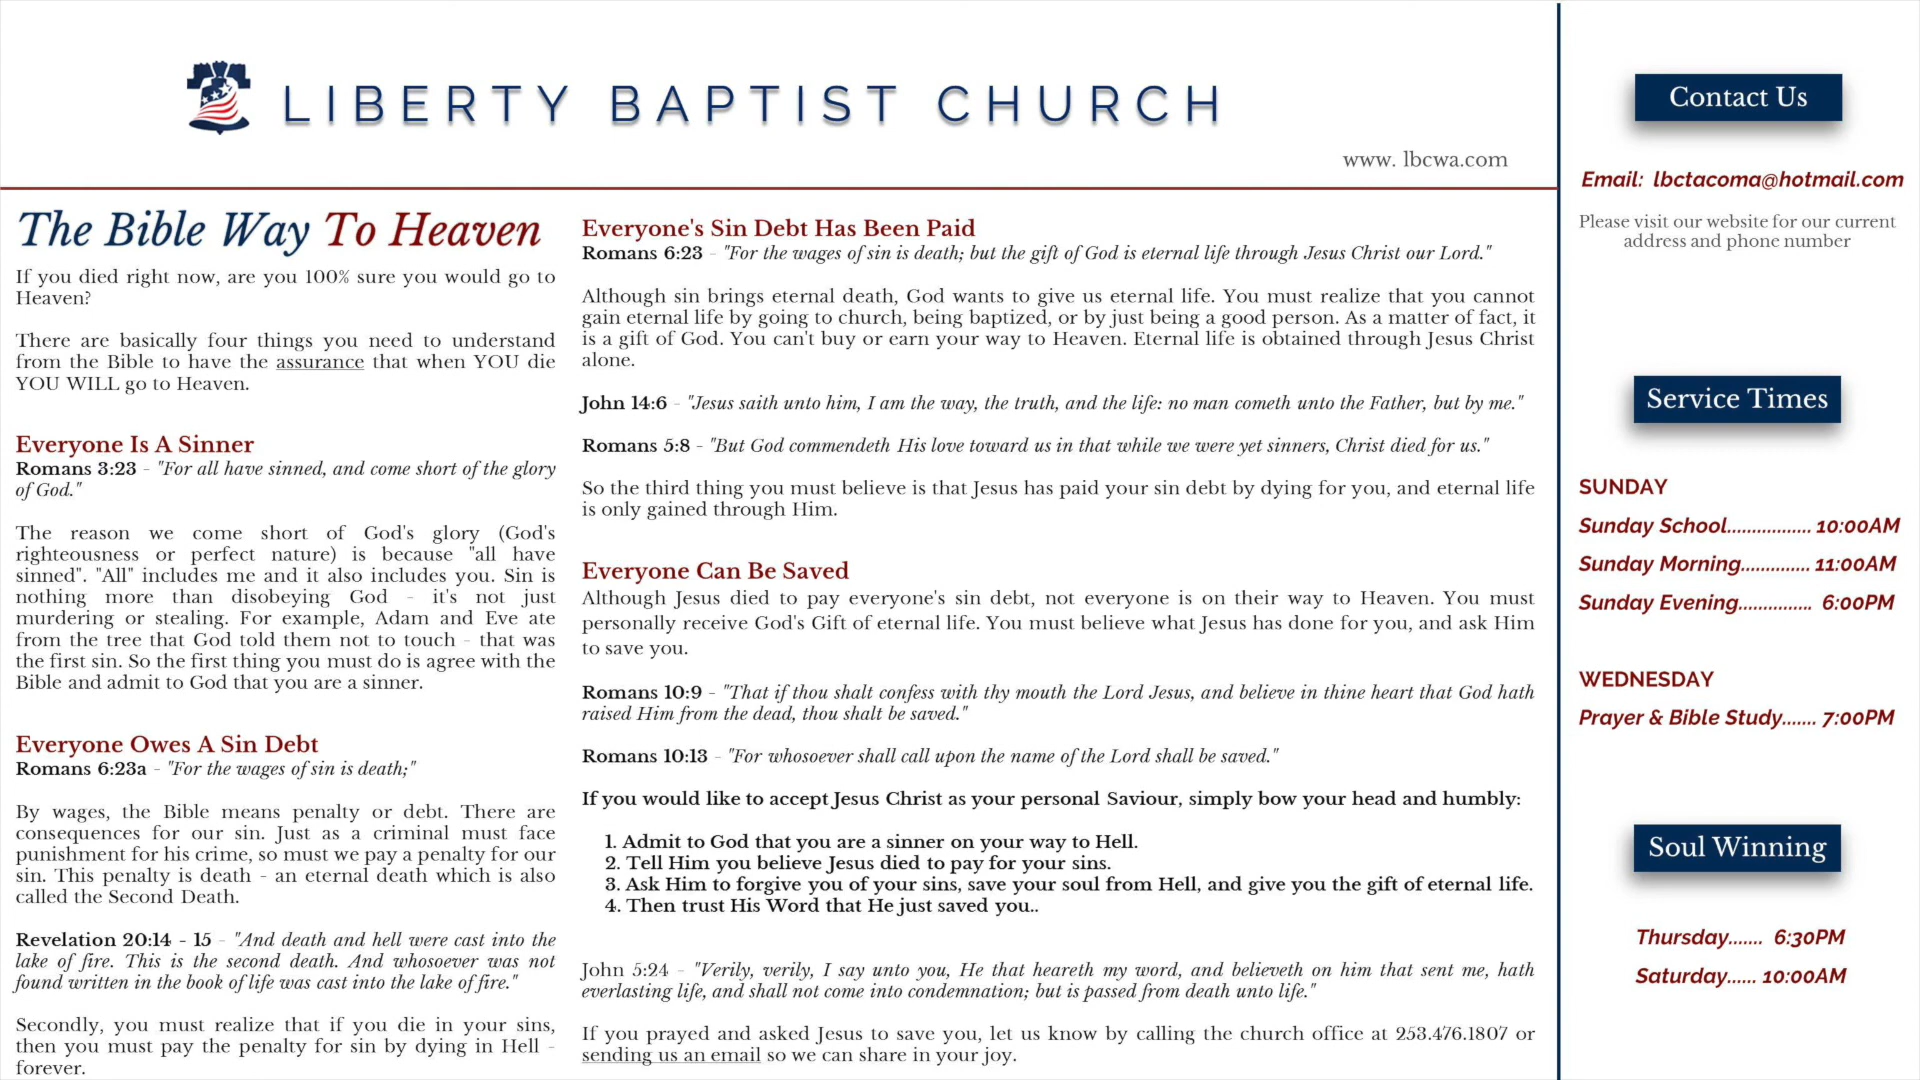 LIBERTY BAPTIST CHURCH
www. lbcwa.com
The Bible Way To Heaven
If you died right now, are you 100% sure you would go to
Heaven?
There are basically four things you need to understand
from the Bible to have the assurance that when YOU die
YOU WILL go to Heaven.
Everyone Is A Sinner
Romans 3:23 - "For all have sinned, and come short of the glory
of God."
The reason we come short of God's glory (God's
righteousness or perfect nature) is because "all have
sinned". "All" includes me and it also includes you. Sin is
nothing more than disobeying God - it's not just
murdering or stealing. For example, Adam and Eve ate
from the tree that God told them not to touch - that was
the first sin. So the first thing you must do is agree with the
Bible and admit to God that you are a sinner.
Everyone Owes A Sin Debt
Romans 6:23a - "For the wages of sin is death;"
By wages, the Bible means penalty or debt. There are
consequences for our sin. Just as a criminal must face
punishment for his crime, so must we pay a penalty for our
sin. This penalty is death - an eternal death which is also
called the Second Death.
Revelation 20:14 - 15 - "And death and hell were cast into the
lake of fire. This is the second death. And whosoever was not
found written in the book of life was cast into the lake of fire."
Secondly, you must realize that if you die in your sins,
then you must pay the penalty for sin by dying in Hell -
forever.
Everyone's Sin Debt Has Been Paid
Romans 6:23 - "For the wages of sin is death; but the gift of God is eternal life through Jesus Christ our Lord."
Although sin brings eternal death, God wants to give us eternal life. You must realize that you cannot
gain eternal life by going to church, being baptized, or by just being a good person. As a matter of fact, it
is a gift of God. You can't buy or earn your way to Heaven. Eternal life is obtained through Jesus Christ
alone.
John 14:6 - "Jesus saith unto him, I am the way, the truth, and the life: no man cometh unto the Father, but by me."
Romans 5:8 - "But God commendeth His love toward us in that while we were yet sinners, Christ died for us."
So the third thing you must believe is that Jesus has paid your sin debt by dying for you, and eternal life
is only gained through Him.
Everyone Can Be Saved
Although Jesus died to pay everyone's sin debt, not everyone is on their way to Heaven. You must
personally receive God's Gift of eternal life. You must believe what Jesus has done for you, and ask Him
to save you.
Romans 10:9 - "That if thou shalt confess with thy mouth the Lord Jesus, and believe in thine heart that God hath
raised Him from the dead, thou shalt be saved."
Romans 10:13 - "For whosoever shall call upon the name of the Lord shall be saved."
If you would like to accept Jesus Christ as your personal Saviour, simply bow your head and humbly:
1. Admit to God that you are a sinner on your way to Hell.
2. Tell Him you believe Jesus died to pay for your sins.
3. Ask Him to forgive you of your sins, save your soul from Hell, and give you the gift of eternal life.
4. Then trust His Word that He just saved you..
John 5:24 - "Verily, verily, I say unto you, He that heareth my word, and believeth on him that sent me, hath
everlasting life, and shall not come into condemnation; but is passed from death unto life."
If you prayed and asked Jesus to save you, let us know by calling the church office at 253.476.1807 or
sending us an email so we can share in your joy.
Contact Us
Email: lbctacoma@hotmail.com
Please visit our website for our current
address and phone number
Service Times
SUNDAY
Sunday School................. 10:00AM
Sunday Morning.............. 11:00AM
Sunday Evening............... 6:00PM
WEDNESDAY
Prayer & Bible Study....... 7:00PM
Soul Winning
Thursday....... 6:30PM
Saturday...... 10:00AM